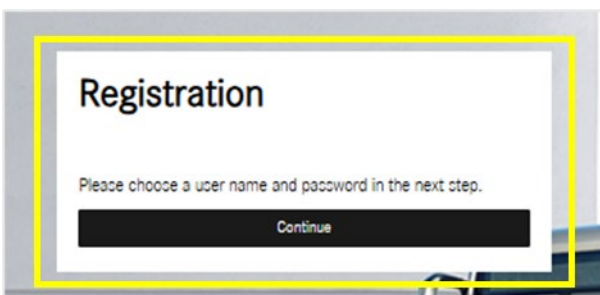 Registration
Please choose a user name and password in the next step.
Continue